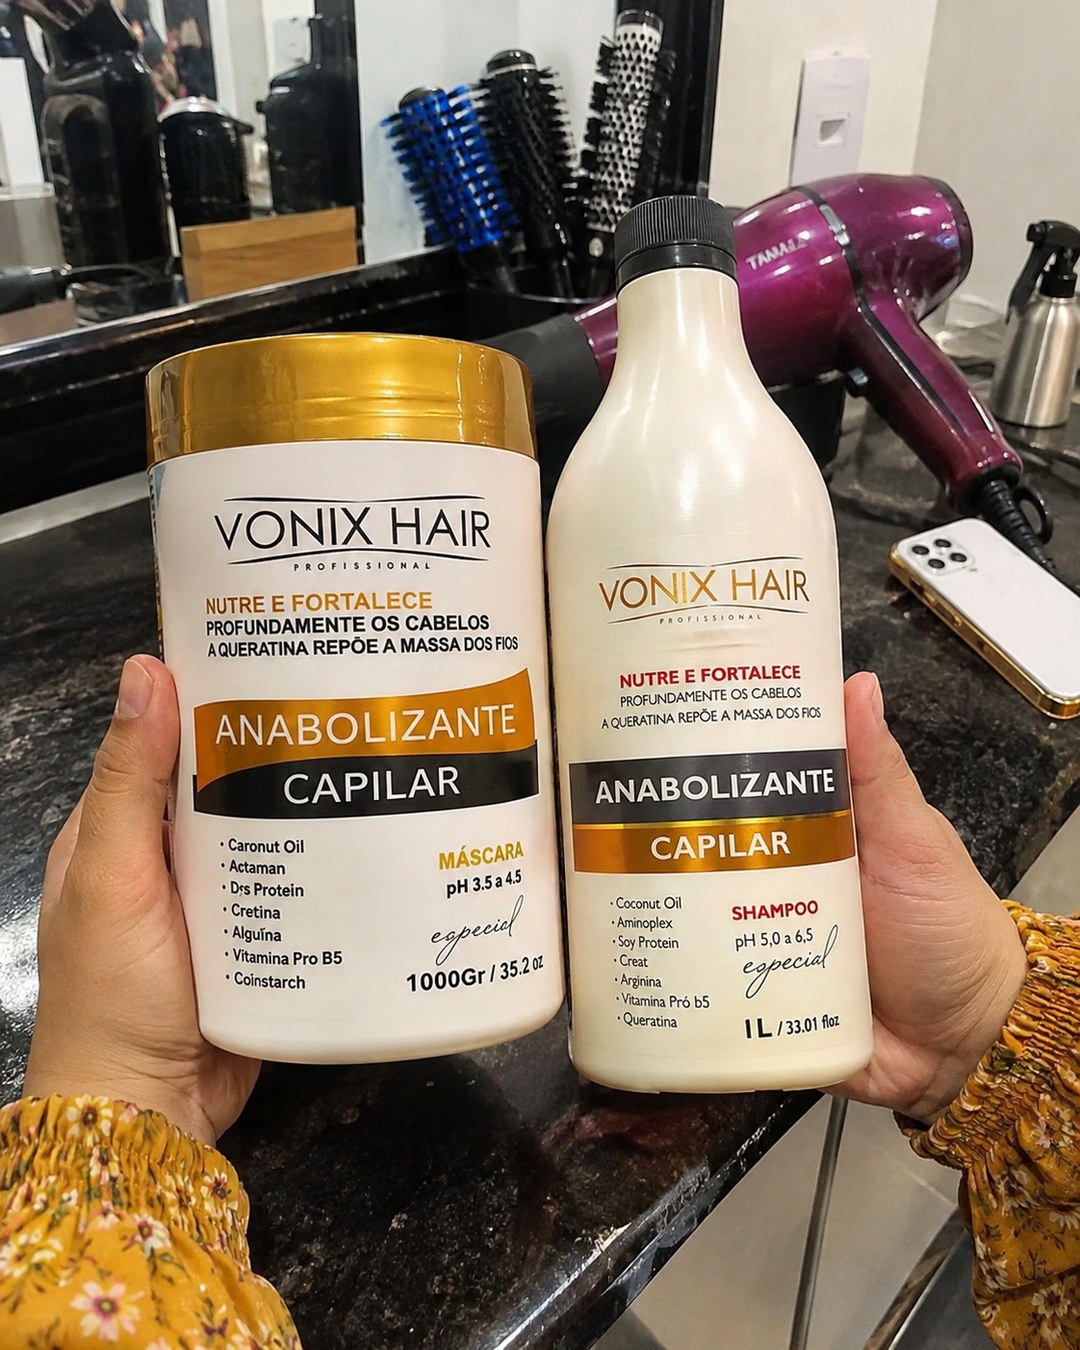 VONIX HAIR
PROFISSIONAL
NUTRE E FORTALECE
PROFUNDAMENTE OS CABELOS
A QUERATINA REPÕE A MASSA DOS FIOS
ANABOLIZANTE
CAPILAR
• Caronut Oil
• Actaman
• Drs Protein
• Cretina
• Alguína
• Vitamina Pro B5
• Coinstarch
MÁSCARA
pH 3.5 a 4.5
especial
1000Gr / 35.2 oz
VONIX HAIR
PROFISSIONAL
NUTRE E FORTALECE
PROFUNDAMENTE OS CABELOS
A QUERATINA REPÕE A MASSA DOS FIOS
ANABOLIZANTE
CAPILAR
• Coconut Oil
• Aminoplex
• Soy Protein
• Creat
• Arginina
• Vitamina Pró b5
• Queratina
SHAMPOO
pH 5,0 a 6,5
especial
1L / 33.01 floz